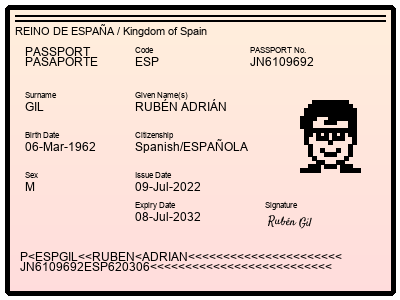 REINO DE ESPAÑA / Kingdom of Spain
PASSPORT
PASAPORTE
Code
ESP
PASSPORT No.
JN6109692
Surname
GIL
Given Name(s)
RUBÉN ADRIÁN
Birth Date
06-Mar-1962
Citizenship
Spanish/ESPAÑOLA
Sex
M
Issue Date
09-Jul-2022
Expiry Date
08-Jul-2032
Signature
Rubén Gil
P<ESPGIL<<RUBEN<ADRIAN<<<<<<<<<<<<<<<<<<<<<<
JN6109692ESP620306<<<<<<<<<<<<<<<<<<<<<<<<<<